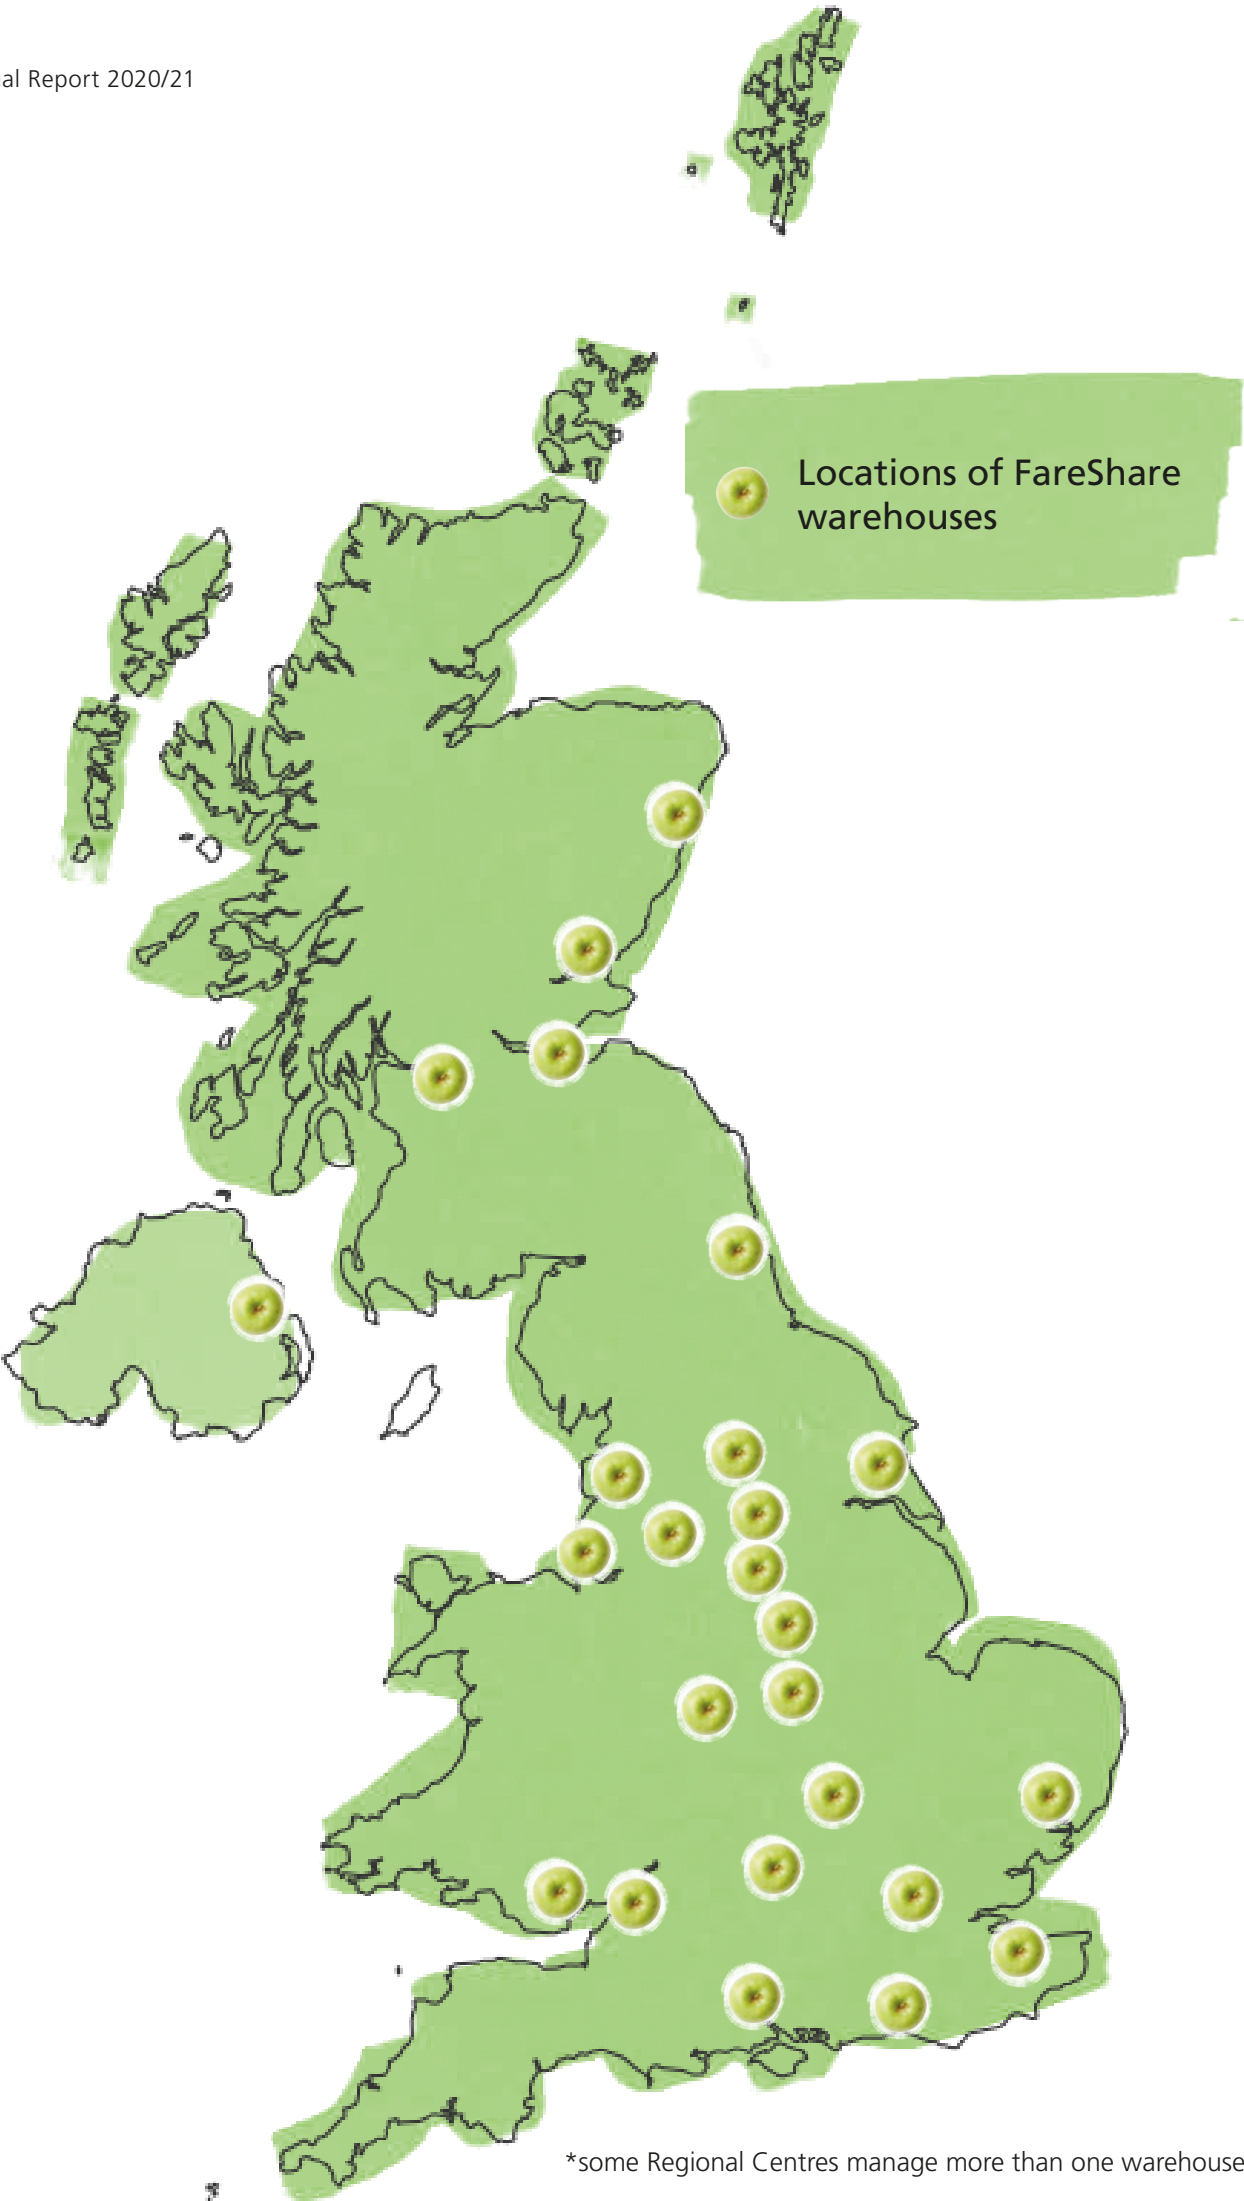 al Report 2020/21
Locations of FareShare
warehouses
*some Regional Centres manage more than one warehouse